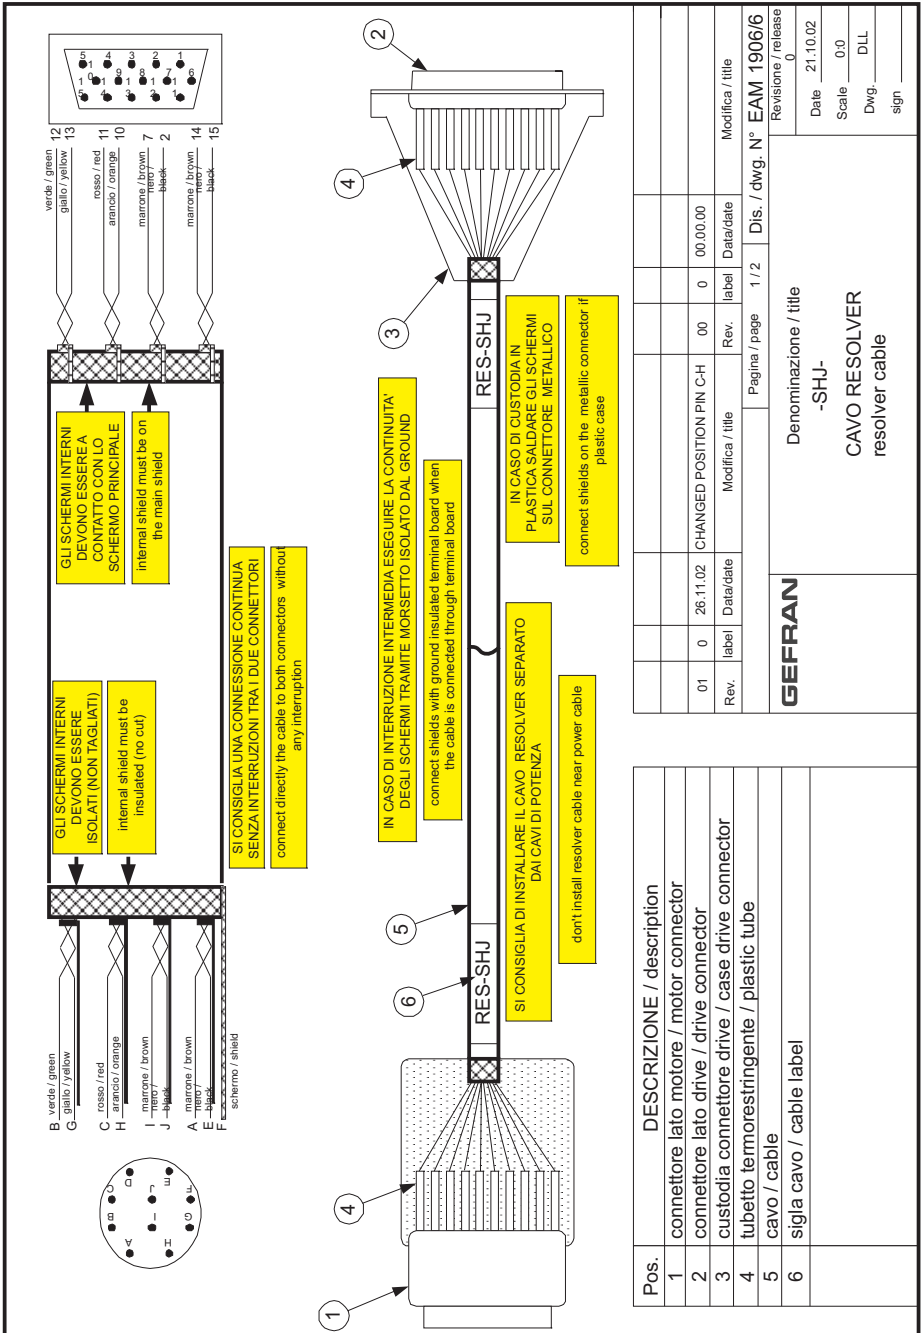 B verde / green
G giallo / yellow
C rosso / red
H arancio / orange
I marrone / brown
J nero / black
A marrone / brown
E nero / black
F schermo / shield
A
B
C
D
H
I
J
E
G
F
GLI SCHERMI INTERNI
DEVONO ESSERE
ISOLATI (NON TAGLIATI)
internal shield must be
insulated (no cut)
GLI SCHERMI INTERNI
DEVONO ESSERE A
CONTATTO CON LO
SCHERMO PRINCIPALE
internal shield must be on
the main shield
verde / green 12
giallo / yellow 13
rosso / red 11
arancio / orange 10
marrone / brown 7
nero / black 2
marrone / brown 14
nero / black 15
5 4 3 2 1
10 9 8 7 6
15 14 13 12 11
SI CONSIGLIA UNA CONNESSIONE CONTINUA
SENZA INTERRUZIONI TRA I DUE CONNETTORI
connect directly the cable to both connectors without
any interruption
1
4
6
5
3
4
2
IN CASO DI INTERRUZIONE INTERMEDIA ESEGUIRE LA CONTINUITA'
DEGLI SCHERMI TRAMITE MORSETTO ISOLATO DAL GROUND
connect shields with ground insulated terminal board when
the cable is connected through terminal board
RES-SHJ
RES-SHJ
SI CONSIGLIA DI INSTALLARE IL CAVO RESOLVER SEPARATO
DAI CAVI DI POTENZA
don't install resolver cable near power cable
IN CASO DI CUSTODIA IN
PLASTICA SALDARE GLI SCHERMI
SUL CONNETTORE METALLICO
connect shields on the metallic connector if
plastic case
Pos. DESCRIZIONE / description
1 connettore lato motore / motor connector
2 connettore lato drive / drive connector
3 custodia connettore drive / case drive connector
4 tubetto termorestringente / plastic tube
5 cavo / cable
6 sigla cavo / cable label
01 0 26.11.02 CHANGED POSITION PIN C-H 00 0 00.00.00
Rev. label Data/date Modifica / title Rev. label Data/date Modifica / title
Pagina / page 1 / 2 Dis. / dwg. N° EAM 1906/6
GEFRAN
Denominazione / title
-SHJ-
CAVO RESOLVER
resolver cable
Revisione / release
0
Date 21.10.02
Scale 0:0
Dwg. DLL
sign